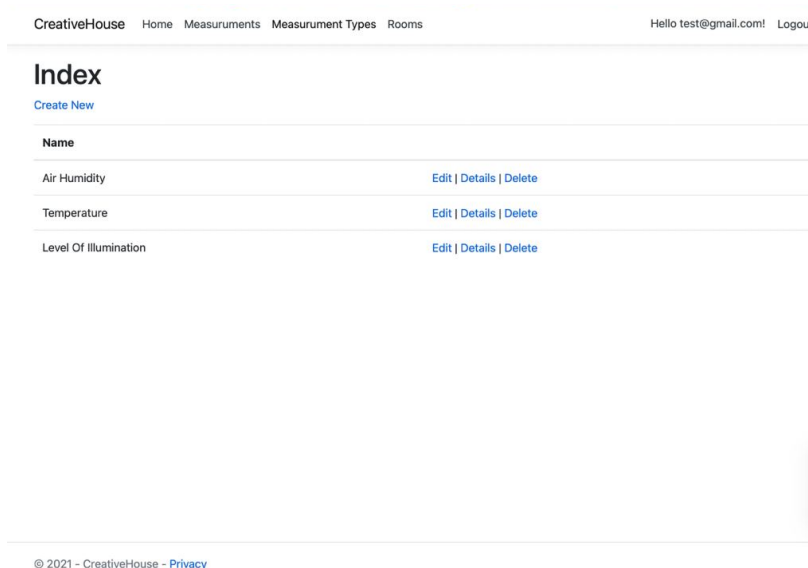 CreativeHouse Home Measuruments Measurument Types Rooms Hello test@gmail.com! Logou
Index
Create New
Name
Air Humidity Edit | Details | Delete
Temperature Edit | Details | Delete
Level Of Illumination Edit | Details | Delete
© 2021 - CreativeHouse - Privacy